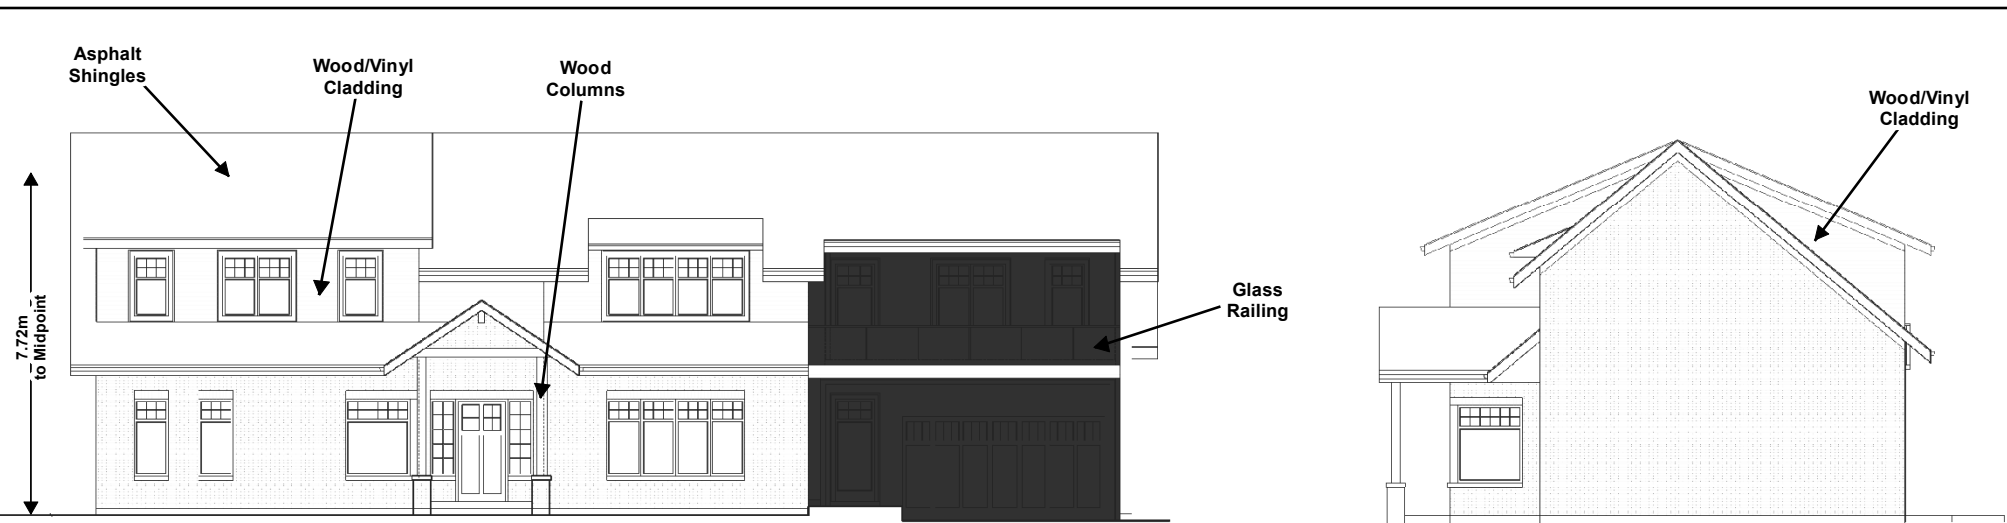 Asphalt
Shingles
Wood/Vinyl
Cladding
Wood
Columns
Wood/Vinyl
Cladding
Glass
Railing
7.72m
to Midpoint